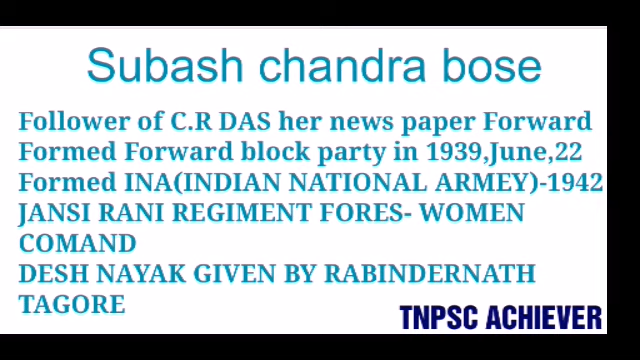 Subash chandra bose
Follower of C.R DAS her news paper Forward
Formed Forward block party in 1939,June,22
Formed INA(INDIAN NATIONAL ARMEY)-1942
JANSI RANI REGIMENT FORES- WOMEN
COMAND
DESH NAYAK GIVEN BY RABINDERNATH
TAGORE
TNPSC ACHIEVER